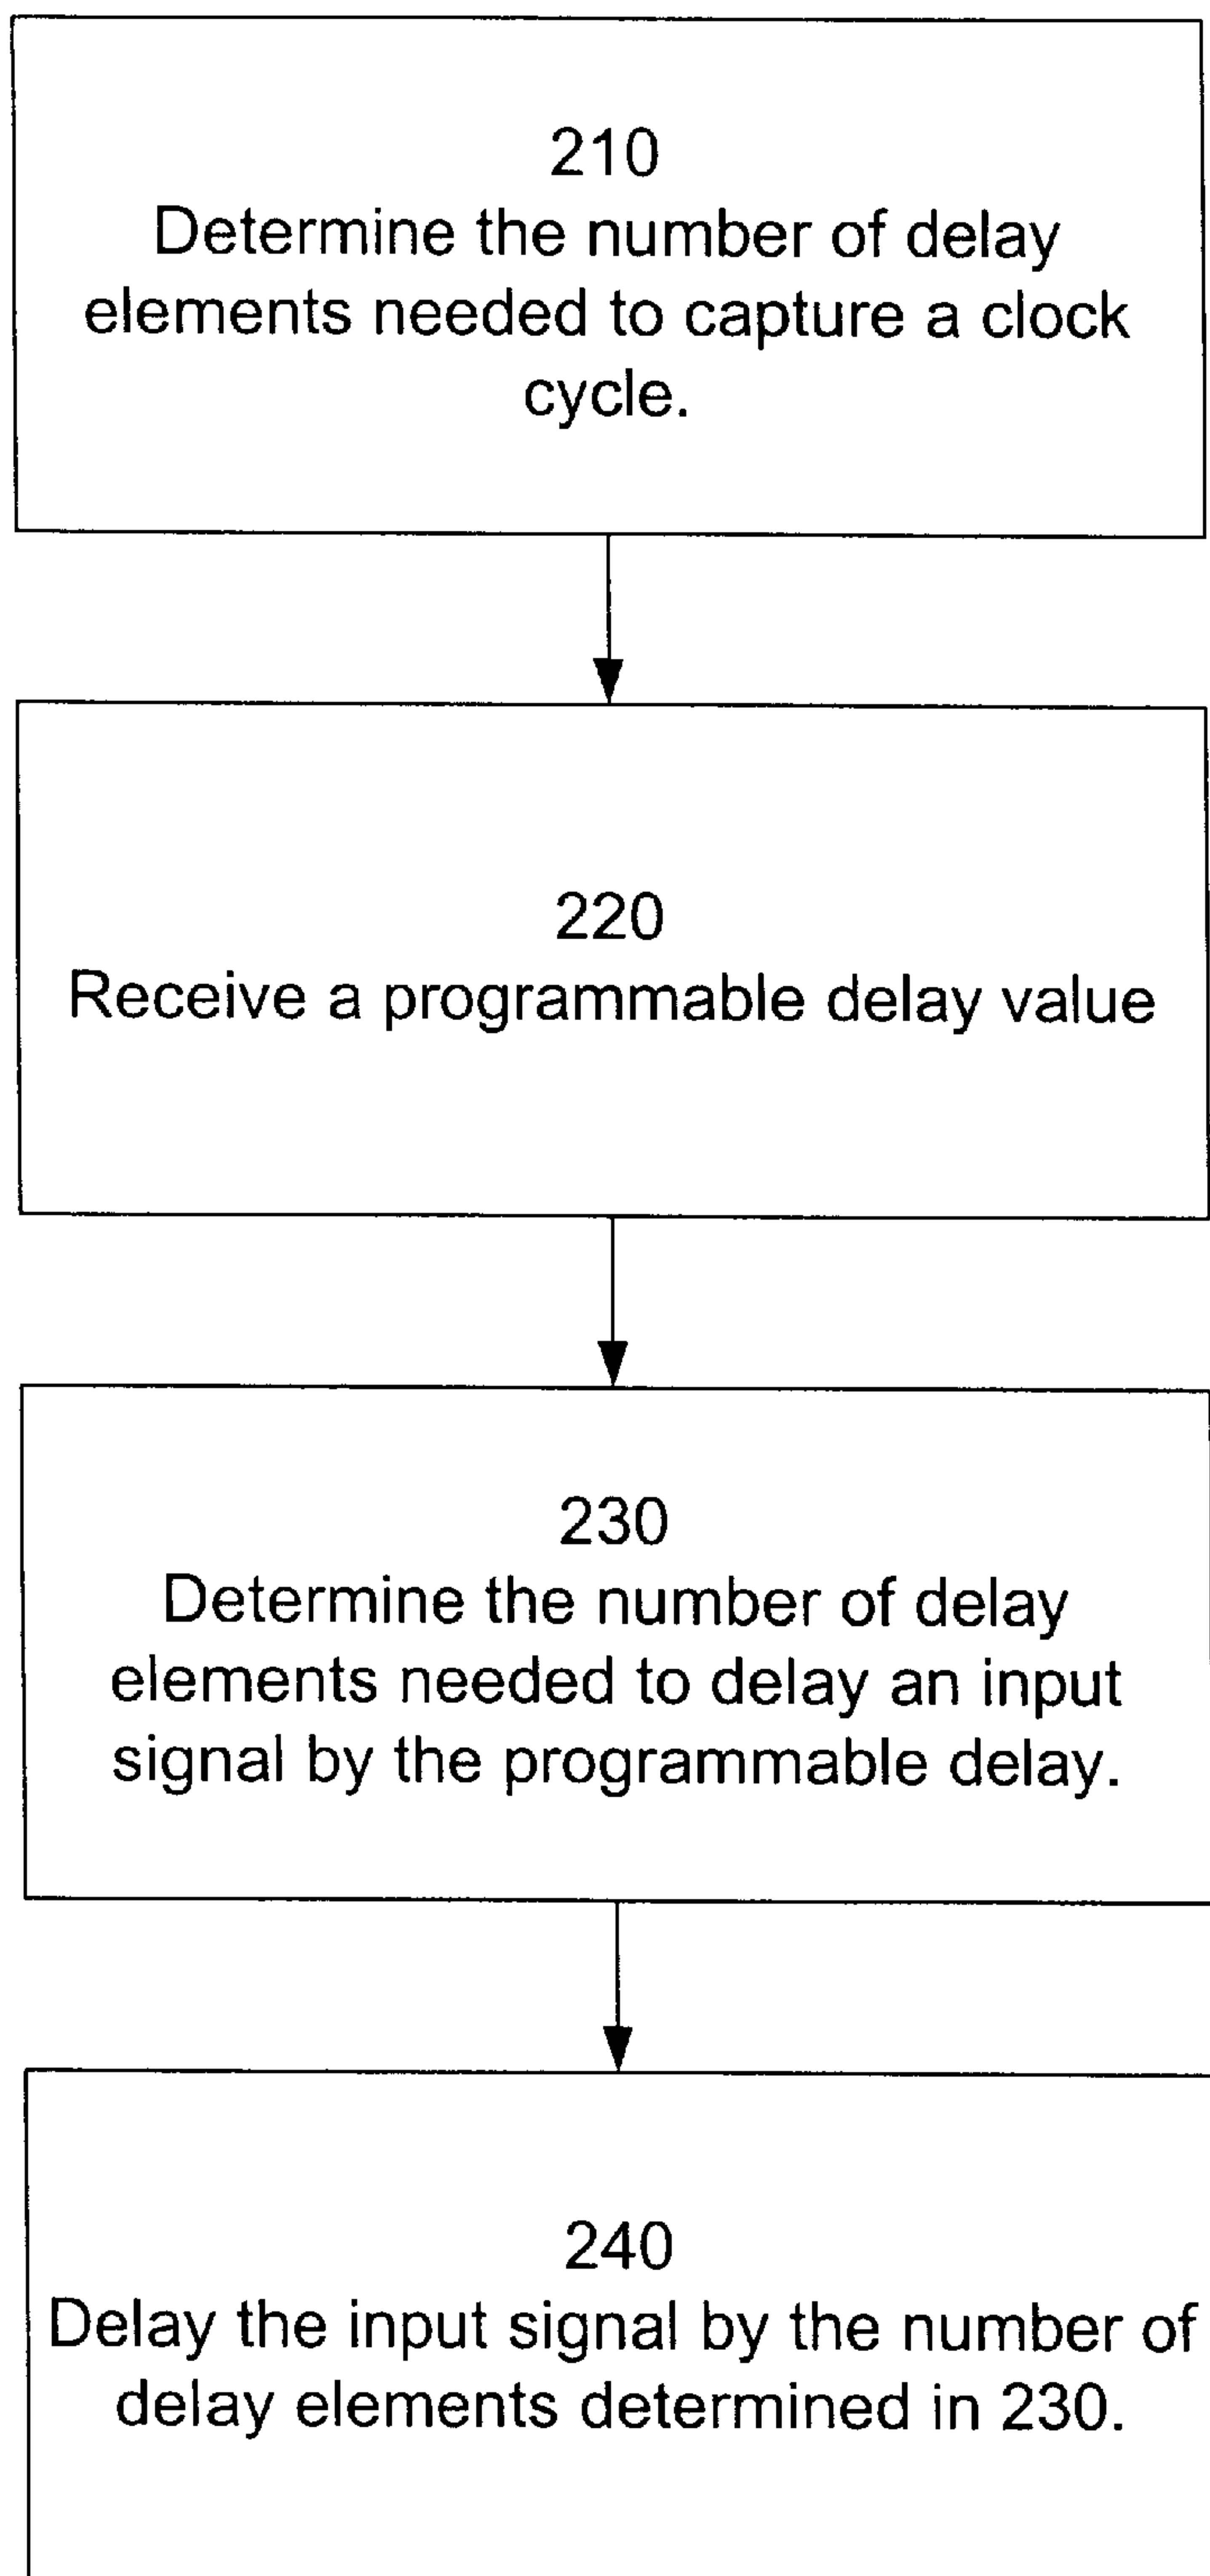 210
Determine the number of delay
elements needed to capture a clock
cycle.
220
Receive a programmable delay value
230
Determine the number of delay
elements needed to delay an input
signal by the programmable delay.
240
Delay the input signal by the number of
delay elements determined in 230.